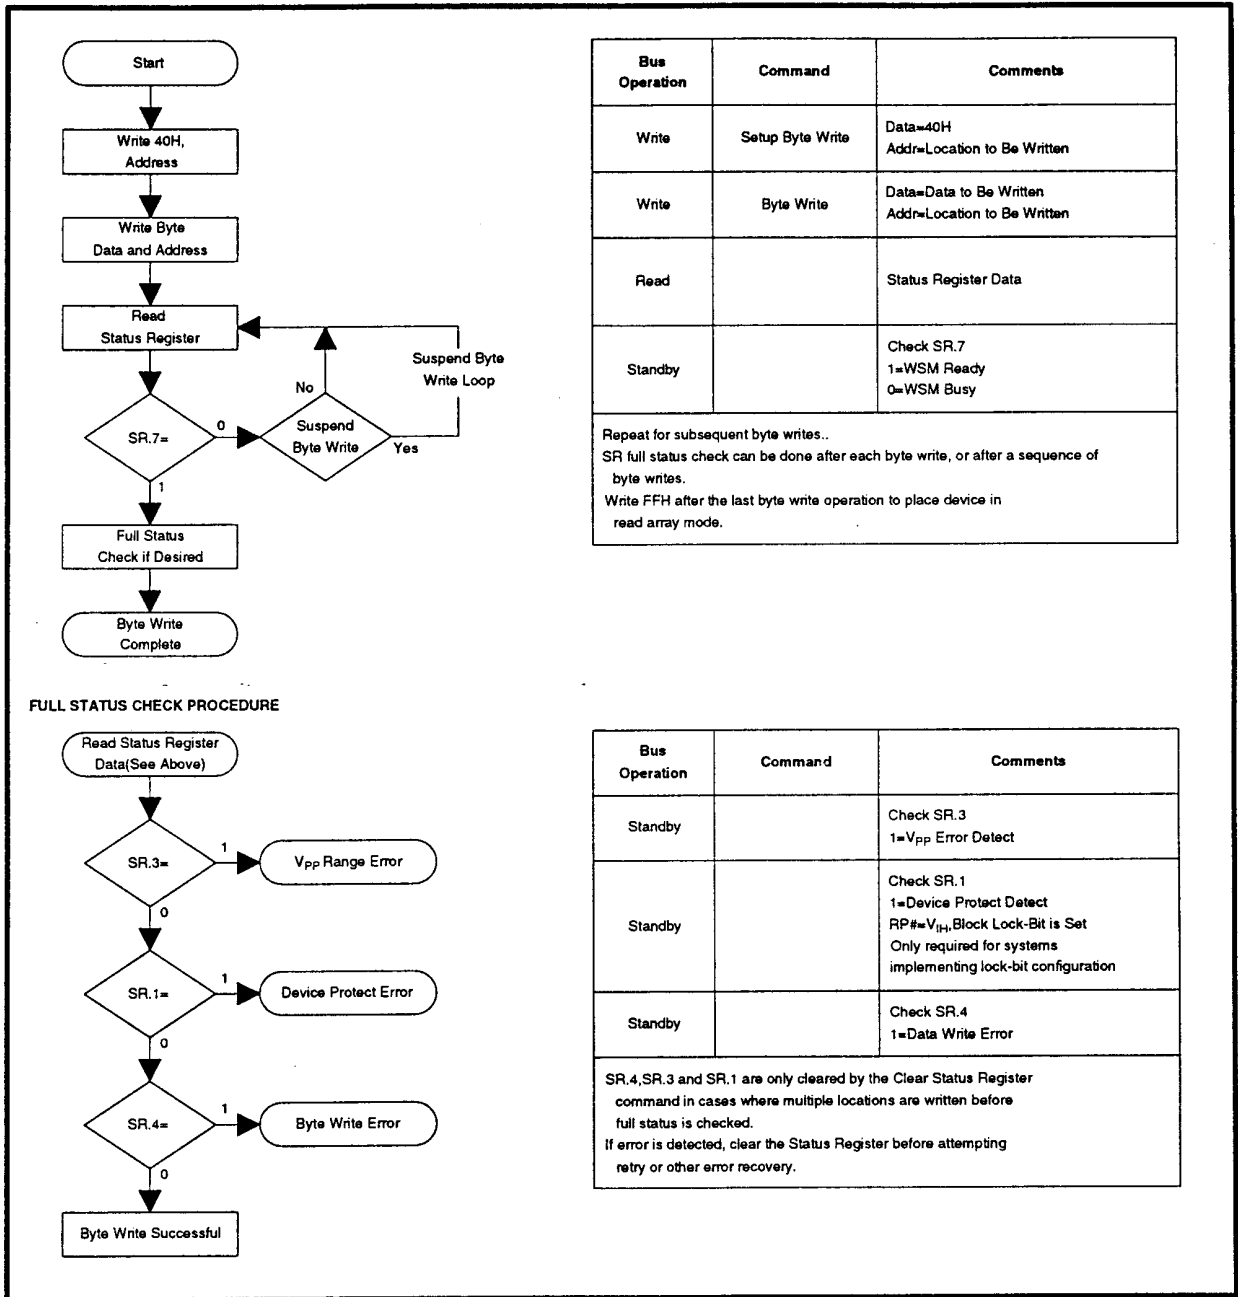 Start
Write 40H,
Address
Write Byte
Data and Address
Read
Status Register
Suspend Byte
Write Loop
No
SR.7=
0
Suspend
Byte Write
Yes
1
Full Status
Check if Desired
Byte Write
Complete
Bus
Operation
Command
Comments
Write
Setup Byte Write
Data=40H
Addr=Location to Be Written
Write
Byte Write
Data=Data to Be Written
Addr=Location to Be Written
Read
Status Register Data
Standby
Check SR.7
1=WSM Ready
0=WSM Busy
Repeat for subsequent byte writes..
SR full status check can be done after each byte write, or after a sequence of
byte writes.
Write FFH after the last byte write operation to place device in
read array mode.
FULL STATUS CHECK PROCEDURE
Read Status Register
Data(See Above)
SR.3=
1
VPP Range Error
0
SR.1=
1
Device Protect Error
0
SR.4=
1
Byte Write Error
0
Byte Write Successful
Bus
Operation
Command
Comments
Standby
Check SR.3
1=VPP Error Detect
Standby
Check SR.1
1=Device Protect Detect
RP#=VIH,Block Lock-Bit is Set
Only required for systems
implementing lock-bit configuration
Standby
Check SR.4
1=Data Write Error
SR.4,SR.3 and SR.1 are only cleared by the Clear Status Register
command in cases where multiple locations are written before
full status is checked.
If error is detected, clear the Status Register before attempting
retry or other error recovery.